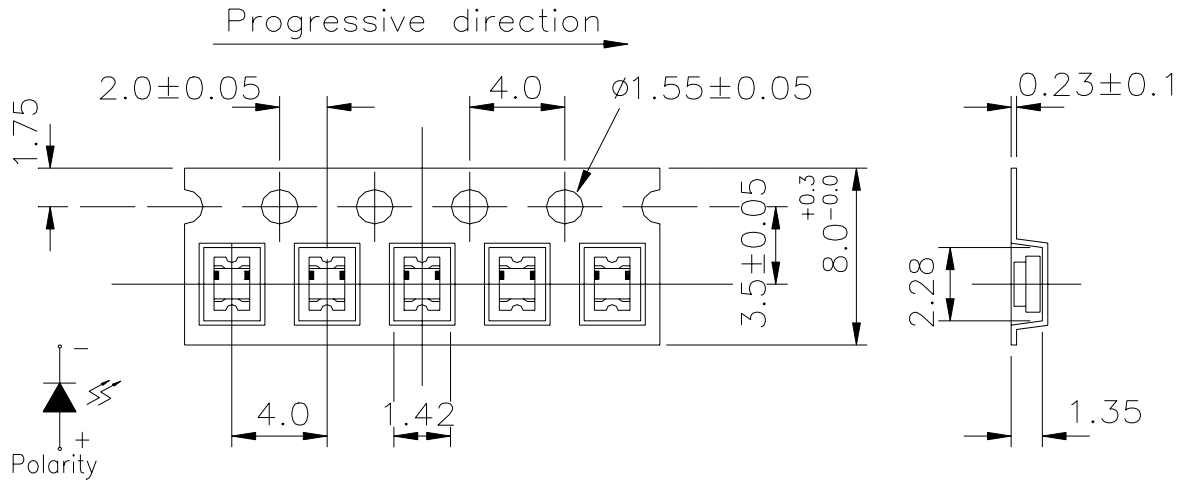 Progressive direction
2.0±0.05
4.0
ø1.55±0.05
0.23±0.1
1.75
3.5±0.05
8.0 +0.3 -0.0
2.28
4.0
1.42
1.35
−
+
Polarity